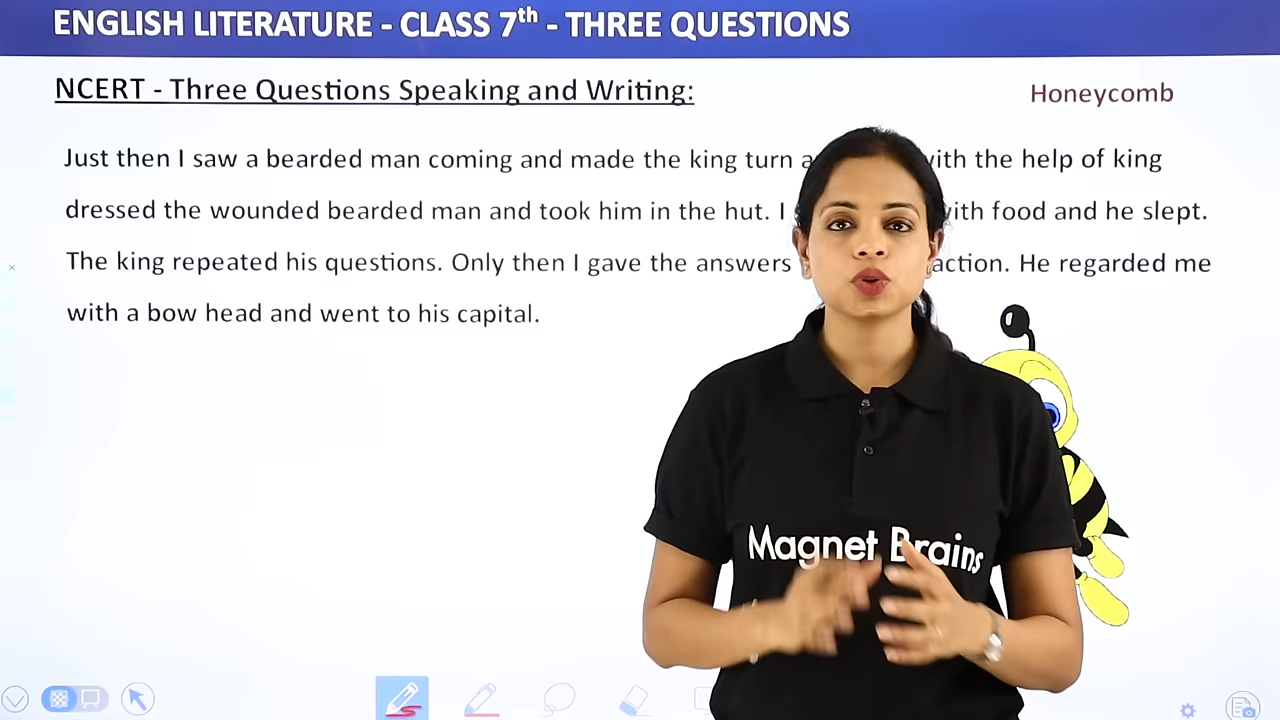 ENGLISH LITERATURE - CLASS 7th - THREE QUESTIONS
NCERT - Three Questions Speaking and Writing:
Honeycomb
Just then I saw a bearded man coming and made the king turn with the help of king
dressed the wounded bearded man and took him in the hut. I with food and he slept.
The king repeated his questions. Only then I gave the answers action. He regarded me
with a bow head and went to his capital.
Magnet Brains